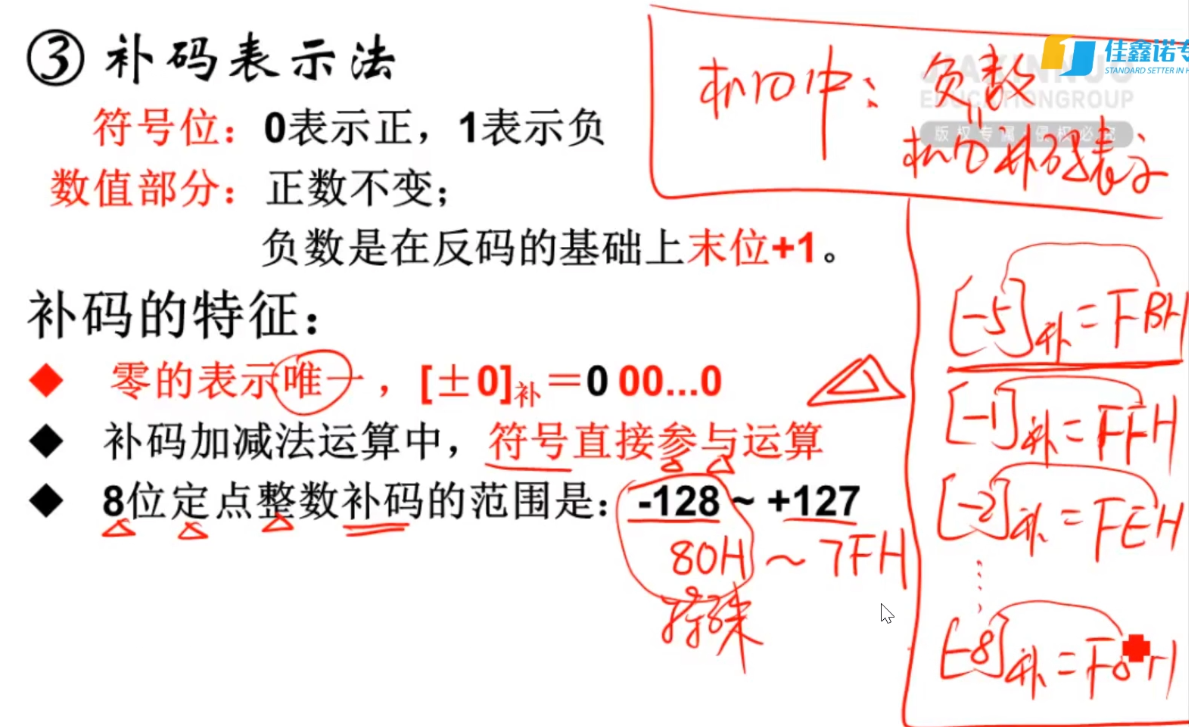 ③ 补码表示法
符号位：0表示正，1表示负
数值部分：正数不变；
负数是在反码的基础上末位+1。
补码的特征：
◆ 零的表示唯一，[±0]补＝0 00...0
◆ 补码加减法运算中，符号直接参与运算
◆ 8位定点整数补码的范围是：-128 ~ +127
80H ~ 7FH
特殊
机四中：负数
补码表示
佳鑫诺专
STANDARD SETTER IN H
JIAXINNUO
EDUCATIONGROUP
版权专属 侵权必究
[-5]补=FBH
[-1]补=FFH
[-2]补=FEH
[-8]补=F8H